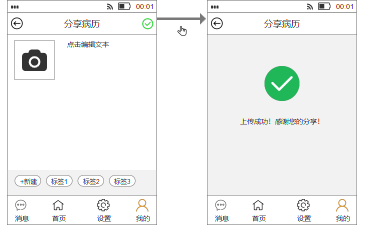 00:01
分享病历
点击编辑文本
+新建 标签1 标签2 标签3
消息 首页 设置 我的
00:01
分享病历
上传成功！感谢您的分享！
消息 首页 设置 我的